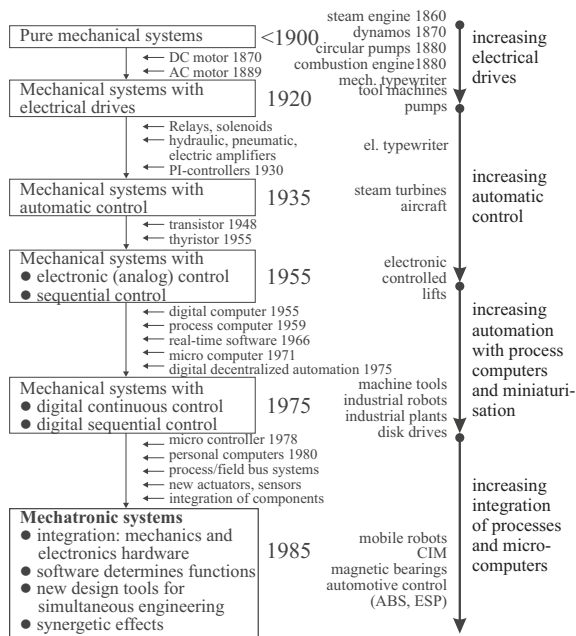 Pure mechanical systems
<1900
steam engine 1860
dynamos 1870
circular pumps 1880
combustion engine1880
mech. typewriter
increasing
electrical
drives
DC motor 1870
AC motor 1889
Mechanical systems with
electrical drives
1920
tool machines
pumps
Relays, solenoids
hydraulic, pneumatic,
electric amplifiers
PI-controllers 1930
el. typewriter
increasing
automatic
control
Mechanical systems with
automatic control
1935
steam turbines
aircraft
transistor 1948
thyristor 1955
Mechanical systems with
● electronic (analog) control
● sequential control
1955
electronic
controlled
lifts
increasing
automation
with process
computers
and miniaturi-
sation
digital computer 1955
process computer 1959
real-time software 1966
micro computer 1971
digital decentralized automation 1975
Mechanical systems with
● digital continuous control
● digital sequential control
1975
machine tools
industrial robots
industrial plants
disk drives
micro controller 1978
personal computers 1980
process/field bus systems
new actuators, sensors
integration of components
increasing
integration
of processes
and micro-
computers
Mechatronic systems
● integration: mechanics and
electronics hardware
● software determines functions
● new design tools for
simultaneous engineering
● synergetic effects
1985
mobile robots
CIM
magnetic bearings
automotive control
(ABS, ESP)